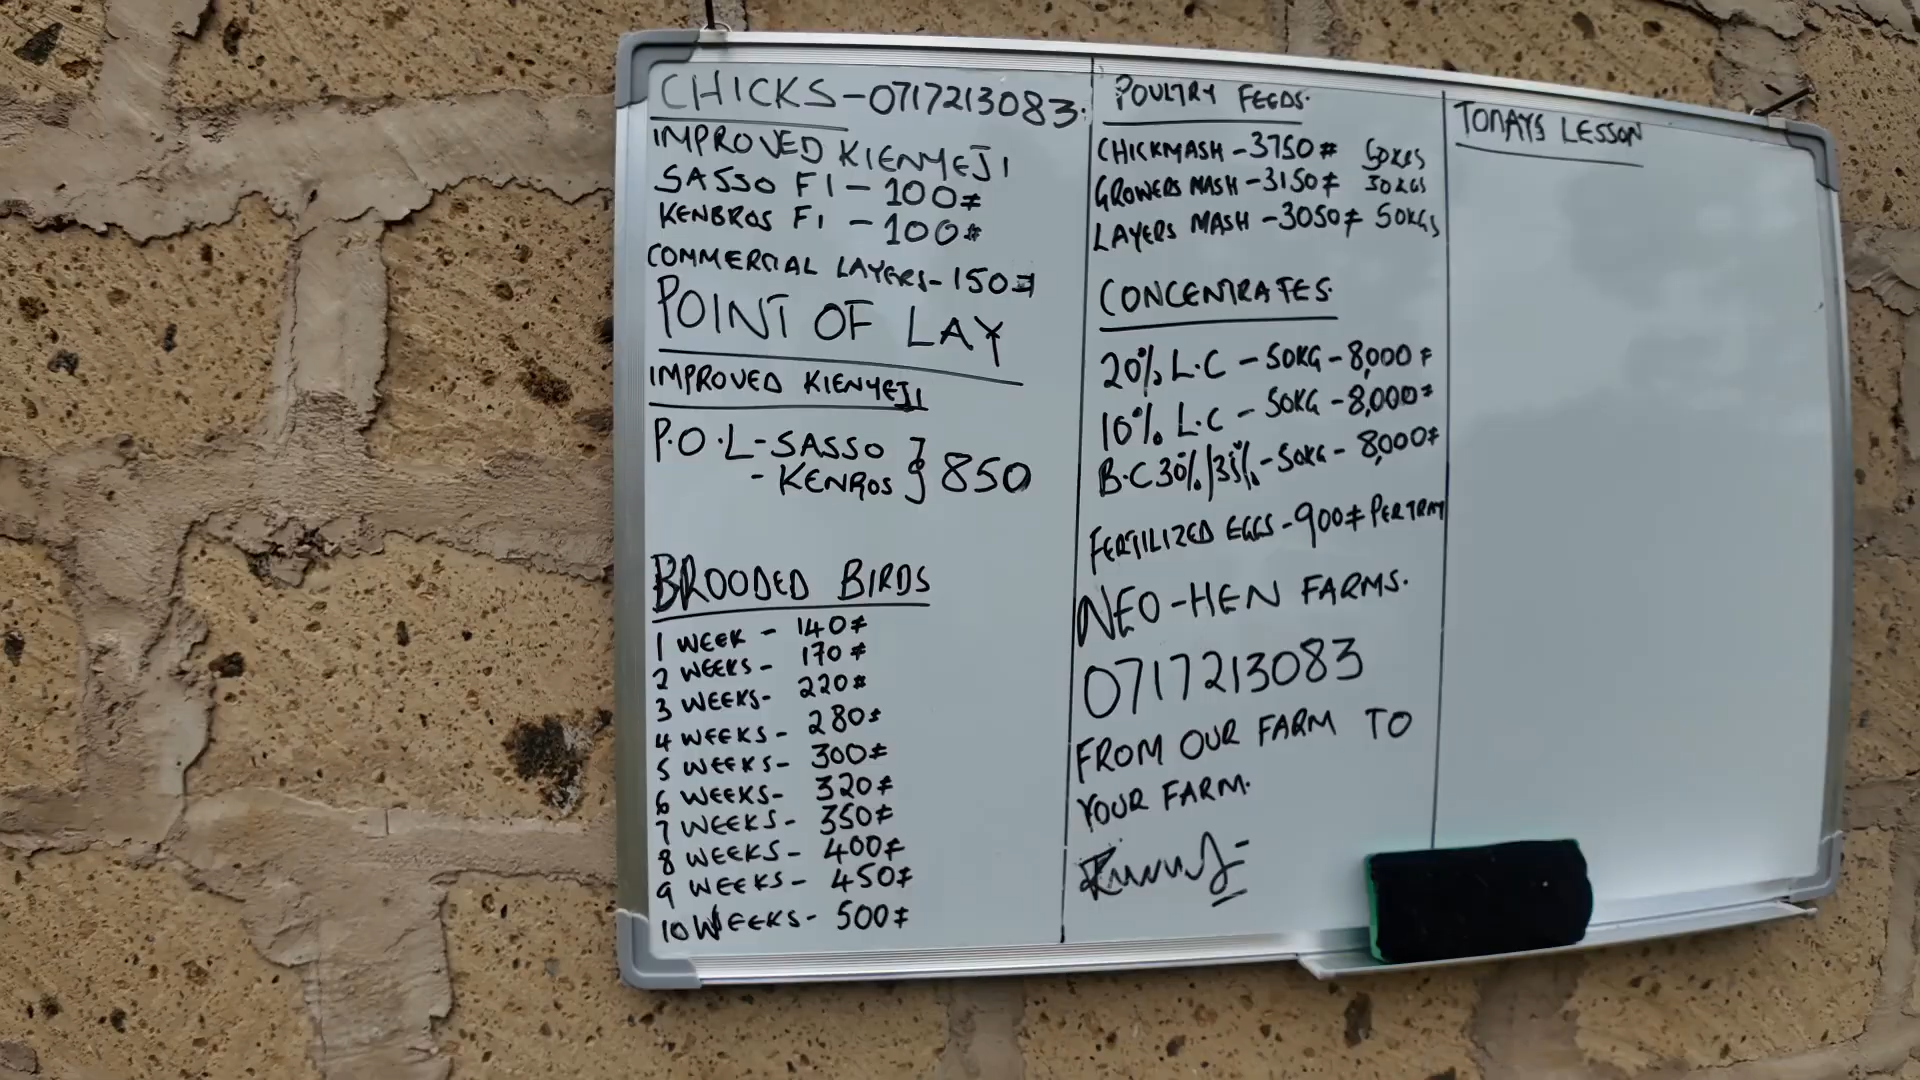 CHICKS-0717213083.
IMPROVED KIENYEJI
SASSO F1 - 100#
KENBROS F1 - 100#
COMMERCIAL LAYERS-150#
POINT OF LAY
IMPROVED KIENYEJI
P.O.L-SASSO } 850
- KENROS
BROODED BIRDS
1 WEEK - 140#
2 WEEKS- 170#
3 WEEKS- 220#
4 WEEKS- 280#
5 WEEKS- 300#
6 WEEKS- 320#
7 WEEKS- 350#
8 WEEKS- 400#
9 WEEKS- 450#
10 WEEKS- 500#
POULTRY FEEDS.
CHICKMASH-3750# 50KGS
GROWERS MASH-3150# 50KGS
LAYERS MASH-3050# 50KGS
CONCENTRATES.
20% L.C - 50KG-8,000#
10% L.C - 50KG-8,000#
B.C 30%/35%-50KG-8,000#
FERTILIZED EGGS-900# PER TRAY
NEO-HEN FARMS.
0717213083
FROM OUR FARM TO
YOUR FARM.
TODAYS LESSON